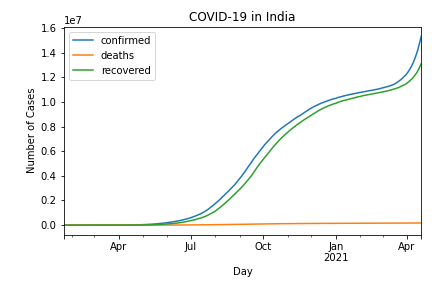 COVID-19 in India
1e7
1.6
1.4
1.2
1.0
0.8
0.6
0.4
0.2
0.0
Number of Cases
confirmed
deaths
recovered
Apr
Jul
Oct
Jan
2021
Apr
Day